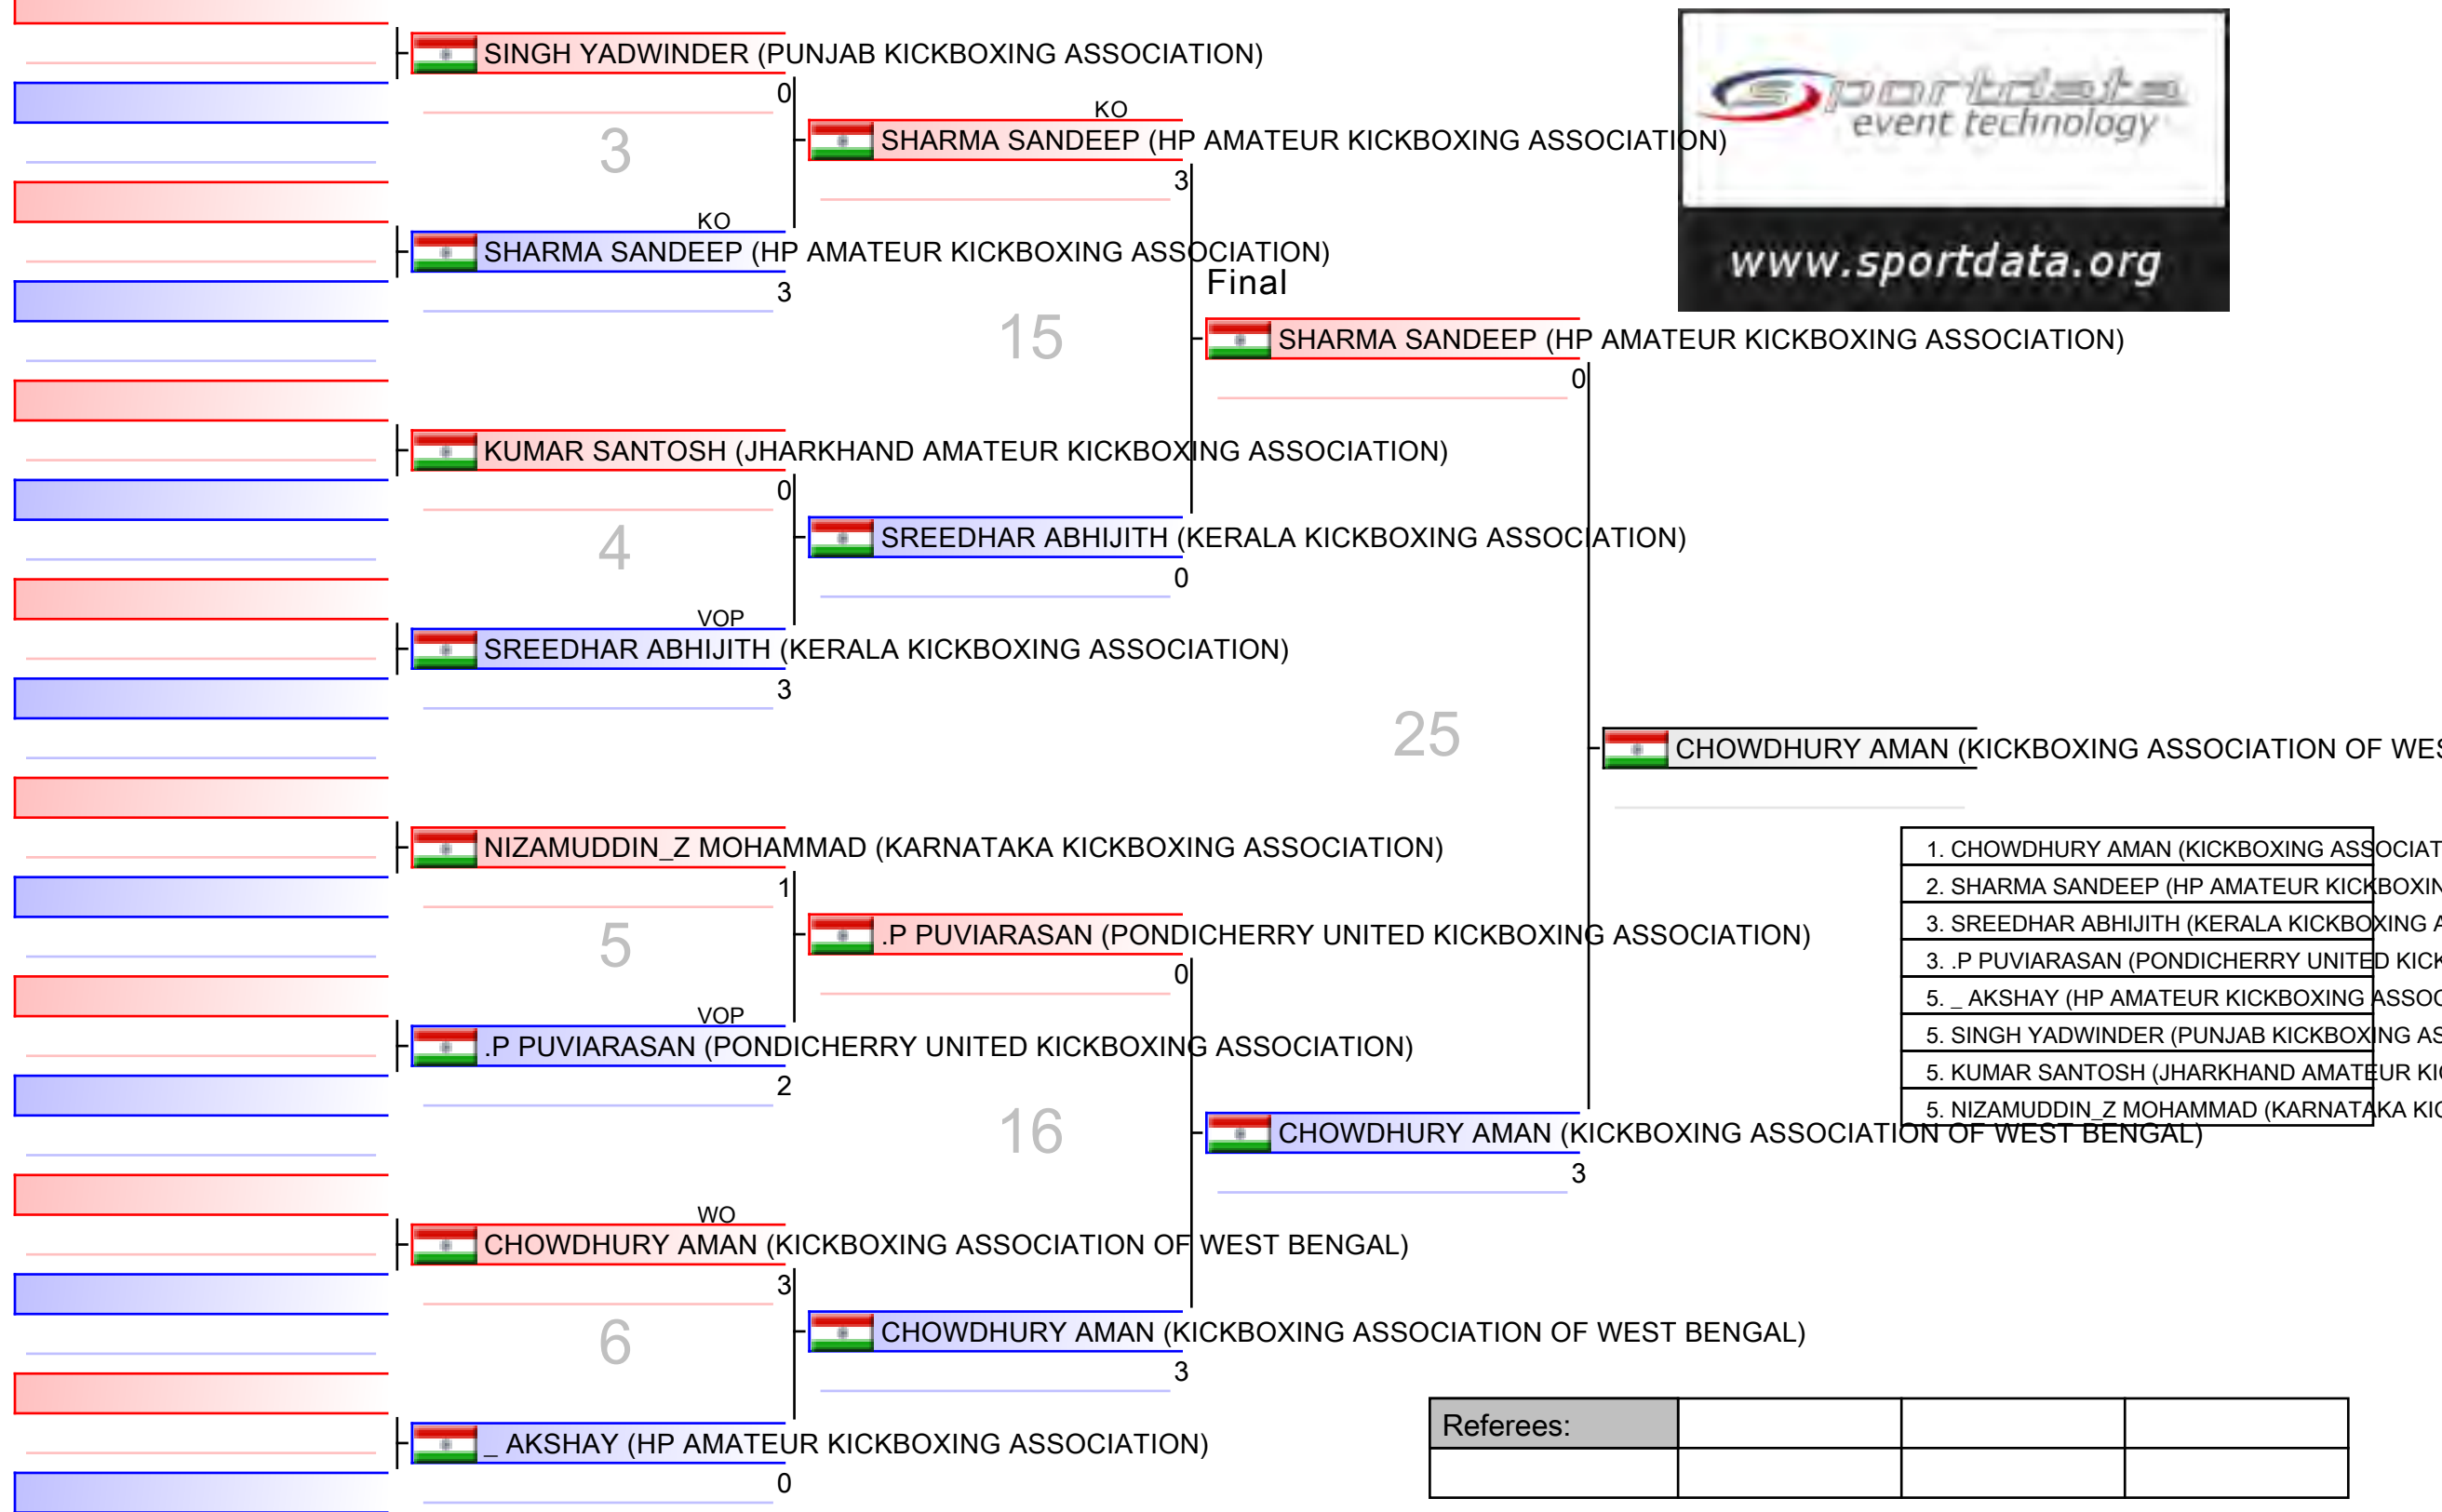 SINGH YADWINDER (PUNJAB KICKBOXING ASSOCIATION)
0
3
KO
SHARMA SANDEEP (HP AMATEUR KICKBOXING ASSOCIATION)
3
KO
SHARMA SANDEEP (HP AMATEUR KICKBOXING ASSOCIATION)
3
sportdata
event technology
www.sportdata.org
Final
15
SHARMA SANDEEP (HP AMATEUR KICKBOXING ASSOCIATION)
0
KUMAR SANTOSH (JHARKHAND AMATEUR KICKBOXING ASSOCIATION)
0
4
SREEDHAR ABHIJITH (KERALA KICKBOXING ASSOCIATION)
0
VOP
SREEDHAR ABHIJITH (KERALA KICKBOXING ASSOCIATION)
3
25
CHOWDHURY AMAN (KICKBOXING ASSOCIATION OF WES
NIZAMUDDIN_Z MOHAMMAD (KARNATAKA KICKBOXING ASSOCIATION)
1
5
.P PUVIARASAN (PONDICHERRY UNITED KICKBOXING ASSOCIATION)
0
VOP
.P PUVIARASAN (PONDICHERRY UNITED KICKBOXING ASSOCIATION)
2
16
1. CHOWDHURY AMAN (KICKBOXING ASSOCIAT
2. SHARMA SANDEEP (HP AMATEUR KICKBOXIN
3. SREEDHAR ABHIJITH (KERALA KICKBOXING A
3. .P PUVIARASAN (PONDICHERRY UNITED KICK
5. _ AKSHAY (HP AMATEUR KICKBOXING ASSOC
5. SINGH YADWINDER (PUNJAB KICKBOXING AS
5. KUMAR SANTOSH (JHARKHAND AMATEUR KIC
5. NIZAMUDDIN_Z MOHAMMAD (KARNATAKA KIC
CHOWDHURY AMAN (KICKBOXING ASSOCIATION OF WEST BENGAL)
3
WO
CHOWDHURY AMAN (KICKBOXING ASSOCIATION OF WEST BENGAL)
3
6
CHOWDHURY AMAN (KICKBOXING ASSOCIATION OF WEST BENGAL)
3
_ AKSHAY (HP AMATEUR KICKBOXING ASSOCIATION)
0
Referees: